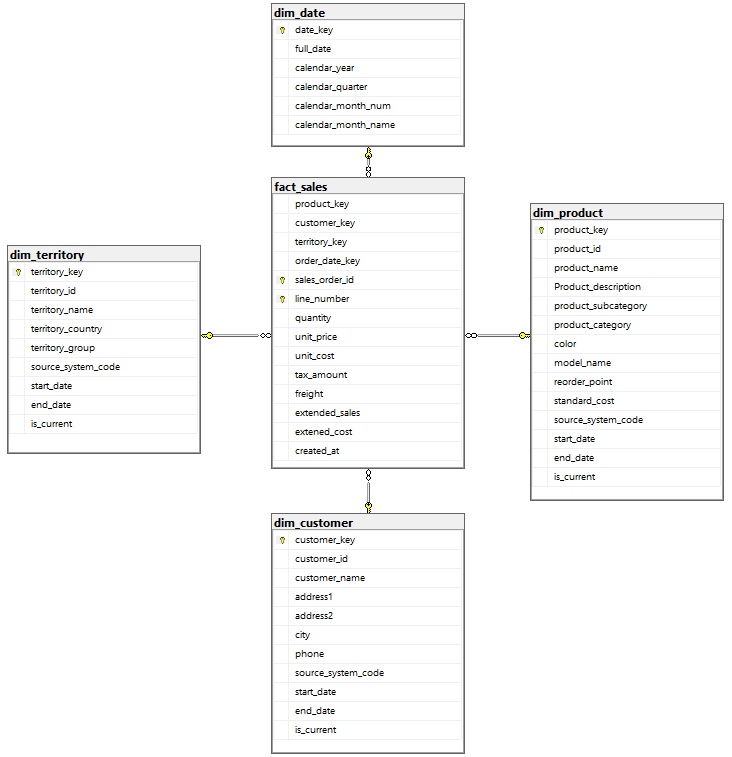 dim_date
date_key
full_date
calendar_year
calendar_quarter
calendar_month_num
calendar_month_name
fact_sales
product_key
customer_key
territory_key
order_date_key
sales_order_id
line_number
quantity
unit_price
unit_cost
tax_amount
freight
extended_sales
extened_cost
created_at
dim_territory
territory_key
territory_id
territory_name
territory_country
territory_group
source_system_code
start_date
end_date
is_current
dim_product
product_key
product_id
product_name
Product_description
product_subcategory
product_category
color
model_name
reorder_point
standard_cost
source_system_code
start_date
end_date
is_current
dim_customer
customer_key
customer_id
customer_name
address1
address2
city
phone
source_system_code
start_date
end_date
is_current